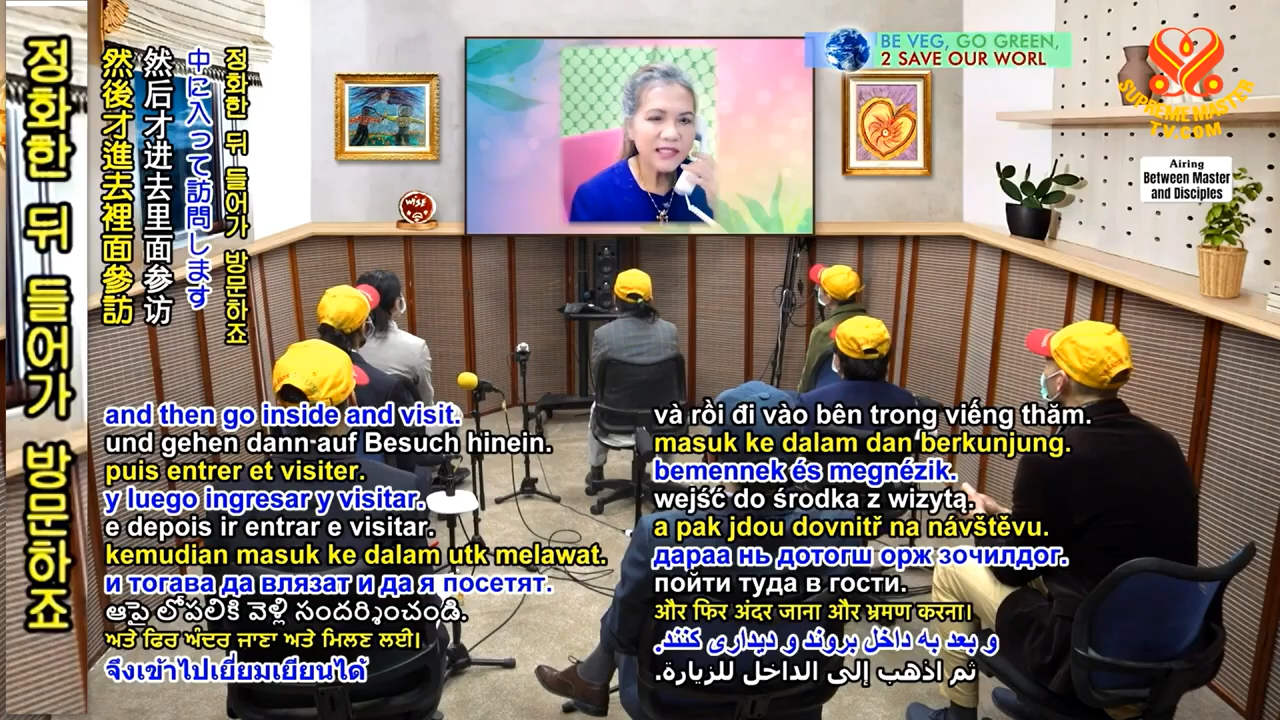 정화한 뒤 들어가 방문하죠
然後才進去裡面參訪
然后才进去里面参访
中に入って訪問します
정화한 뒤 들어가 방문하죠
WISE
BE VEG, GO GREEN,
2 SAVE OUR WORL
SUPREME MASTER
TV.COM
Airing
Between Master
and Disciples
and then go inside and visit.
und gehen dann auf Besuch hinein.
puis entrer et visiter.
y luego ingresar y visitar.
e depois ir entrar e visitar.
kemudian masuk ke dalam utk melawat.
и тогава да влязат и да я посетят.
ఆపై లోపలికి వెళ్లి సందర్శించండి.
ਅਤੇ ਫਿਰ ਅੰਦਰ ਜਾਣਾ ਅਤੇ ਮਿਲਣ ਲਈ।
จึงเข้าไปเยี่ยมเยียนได้
và rồi đi vào bên trong viếng thăm.
masuk ke dalam dan berkunjung.
bemennek és megnézik.
wejść do środka z wizytą.
a pak jdou dovnitř na návštěvu.
дараа нь дотогш орж зочилдог.
пойти туда в гости.
और फिर अंदर जाना और भ्रमण करना।
و بعد به داخل بروند و دیداری کنند.
ثم اذهب إلى الداخل للزيارة.